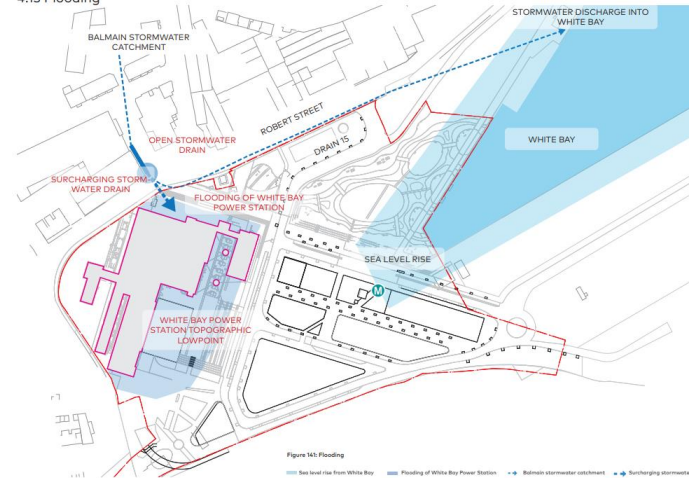 4.13 Flooding
STORMWATER DISCHARGE INTO
WHITE BAY
BALMAIN STORMWATER
CATCHMENT
ROBERT STREET
OPEN STORMWATER
DRAIN
DRAIN 15
WHITE BAY
SURCHARGING STORM-
WATER DRAIN
FLOODING OF WHITE BAY
POWER STATION
SEA LEVEL RISE
M
WHITE BAY POWER
STATION TOPOGRAPHIC
LOWPOINT
Figure 141: Flooding
Sea level rise from White Bay
Flooding of White Bay Power Station
Balmain stormwater catchment
Surcharging stormwate